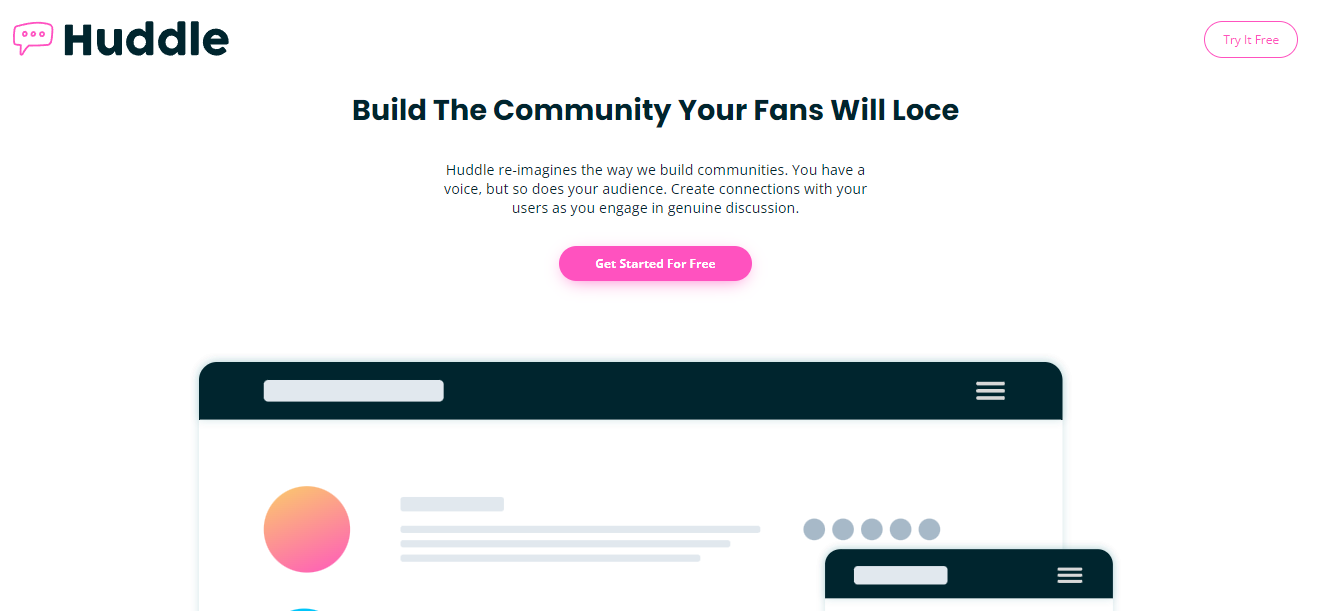 Huddle
Try It Free
Build The Community Your Fans Will Loce
Huddle re-imagines the way we build communities. You have a
voice, but so does your audience. Create connections with your
users as you engage in genuine discussion.
Get Started For Free